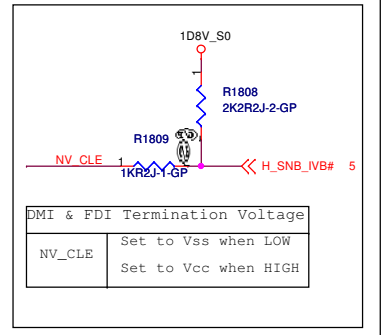 1D8V_S0
1
R1808
2K2R2J-2-GP
R1809
NV_CLE 1
1KR2J-1-GP
H_SNB_IVB# 5
DMI & FDI Termination Voltage
NV_CLE
Set to Vss when LOW
Set to Vcc when HIGH